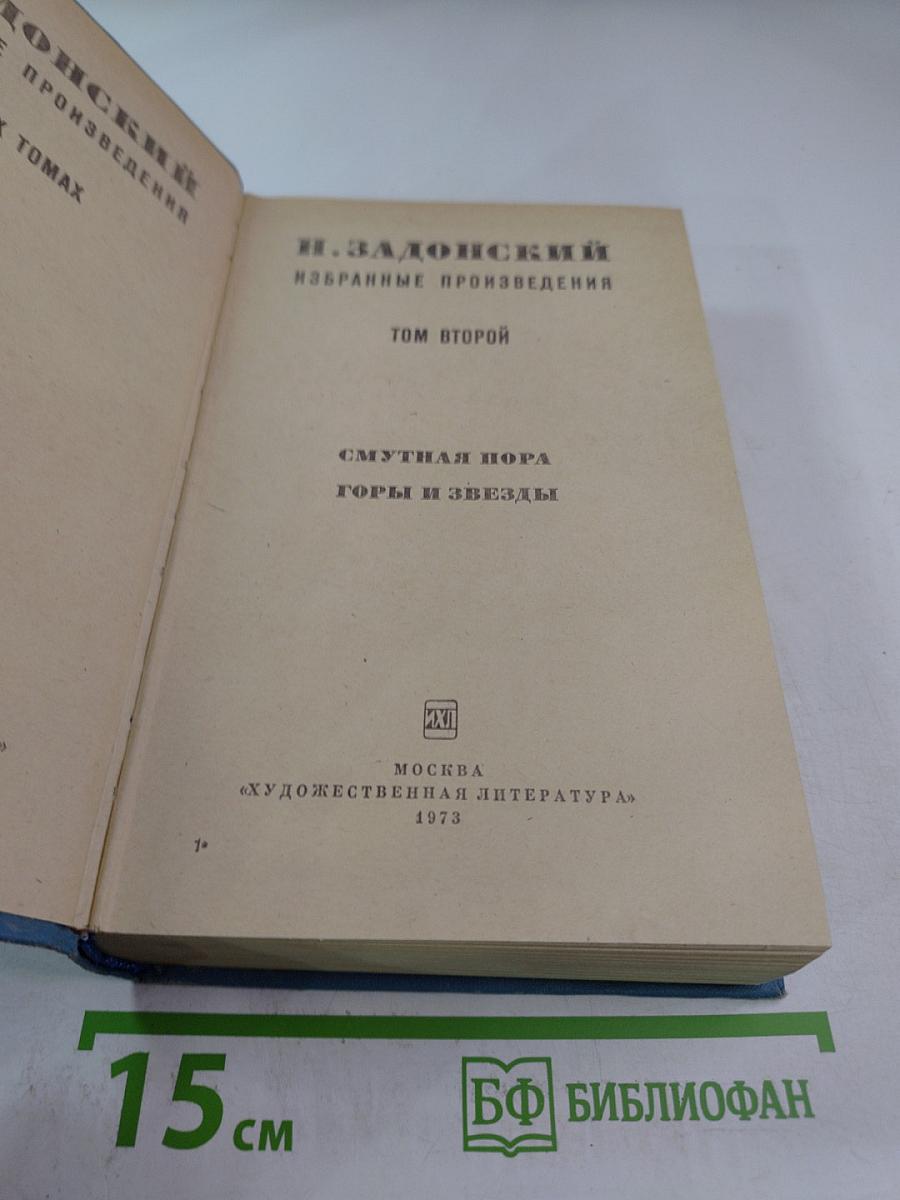 ДОНСКИЙ
Е ПРОИЗВЕДЕНИЯ
Х ТОМАХ
»
Н. ЗАДОНСКИЙ
ИЗБРАННЫЕ ПРОИЗВЕДЕНИЯ
ТОМ ВТОРОЙ
СМУТНАЯ ПОРА
ГОРЫ И ЗВЕЗДЫ
ИХЛ
МОСКВА
«ХУДОЖЕСТВЕННАЯ ЛИТЕРАТУРА»
1973
1*
15 см
БФ БИБЛИОФАН